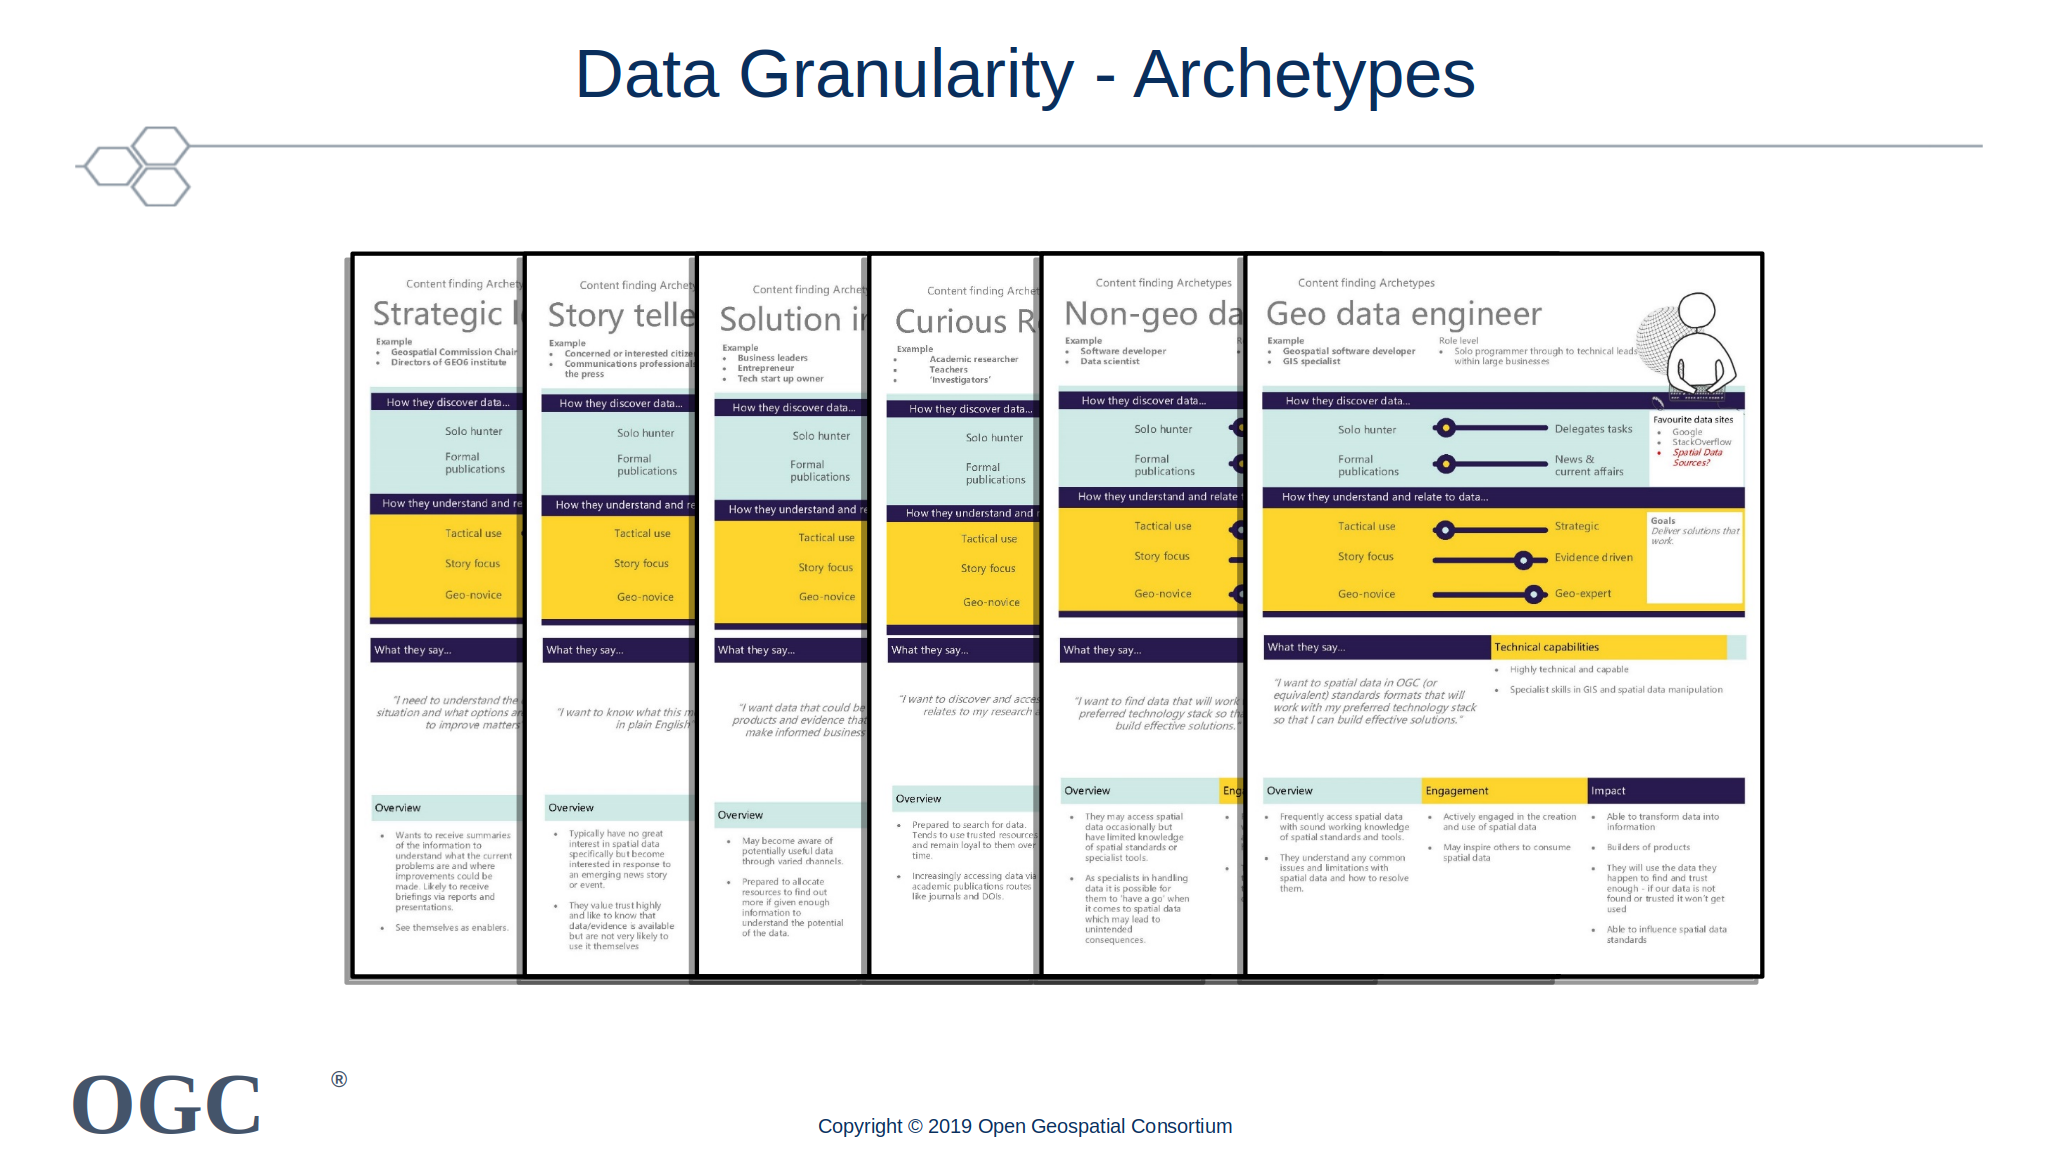 Data Granularity - Archetypes
Content finding
Strategic
Example
• Geospatial Commission Chair
• Directors of GEO6 institute
How they discover data...
Solo hunter
Formal
publications
How they understand and
Tactical use
Story focus
Geo-novice
What they say...
"I need to understand the
situation and what options
to improve matters
Overview
• Wants to receive summaries
of the information to
understand what the current
problems are and where
improvements could be
made. Likely to receive
briefings via reports and
presentations.
• See themselves as enablers.
Content finding
Story
Example
• Concerned or interested
• Communications
the press
How they discover data...
Solo hunter
Formal
publications
How they understand and
Tactical use
Story focus
Geo-novice
What they say...
"I want to know what this
in plain English"
Overview
• Typically have no great
interest in spatial data
specifically but become
interested in response to
an emerging news story
or event.
• They value trust highly
and like to know that
data/evidence is available
but are not very likely to
use it themselves
Content finding
Solution
Example
• Business leaders
• Entrepreneur
• Tech start up owner
How they discover data...
Solo hunter
Formal
publications
How they understand and
Tactical use
Story focus
Geo-novice
What they say...
"I want data that could be
products and evidence that
make informed business
Overview
• May become aware of
potentially useful data
through varied channels.
• Prepared to allocate
resources to find out
more if given enough
information to
understand the potential
of the data.
Content finding
Curious
Example
• Academic researcher
• Teachers
• 'Investigators'
How they discover data...
Solo hunter
Formal
publications
How they understand and
Tactical use
Story focus
Geo-novice
What they say...
"I want to discover and
relates to my research
Overview
• Prepared to search for data.
Tends to use trusted resources
and remain loyal to them over
time.
• Increasingly accessing data via
academic publications routes
like journals and DOIs.
Content finding Archetypes
Non-geo
Example
• Software developer
• Data scientist
How they discover data...
Solo hunter
Formal
publications
How they understand and relate
Tactical use
Story focus
Geo-novice
What they say...
"I want to find data that will work
preferred technology stack so
build effective solutions."
Overview
• They may access spatial
data occasionally but
have limited knowledge
of spatial standards or
specialist tools.
• As specialists in handling
data it is possible for
them to 'have a go' when
it comes to spatial data
which may lead to
unintended
consequences.
Content finding Archetypes
Geo data engineer
Example
• Geospatial software developer
• GIS specialist
Role level
• Solo programmer through to technical leads
within large businesses
How they discover data...
Solo hunter Delegates tasks
Formal News &
publications current affairs
Favourite data sites
• Google
• StackOverflow
• Spatial Data
Sources?
How they understand and relate to data...
Tactical use Strategic
Story focus Evidence driven
Geo-novice Geo-expert
Goals
Deliver solutions that
work.
What they say...
"I want to spatial data in OGC (or
equivalent) standards formats that will
work with my preferred technology stack
so that I can build effective solutions."
Technical capabilities
• Highly technical and capable
• Specialist skills in GIS and spatial data manipulation
Overview
• Frequently access spatial data
with sound working knowledge
of spatial standards and tools.
• They understand any common
issues and limitations with
spatial data and how to resolve
them.
Engagement
• Actively engaged in the creation
and use of spatial data
• May inspire others to consume
spatial data
Impact
• Able to transform data into
information
• Builders of products
• They will use the data they
happen to find and trust
enough - if our data is not
found or trusted it won't get
used
• Able to influence spatial data
standards
OGC ®
Copyright © 2019 Open Geospatial Consortium